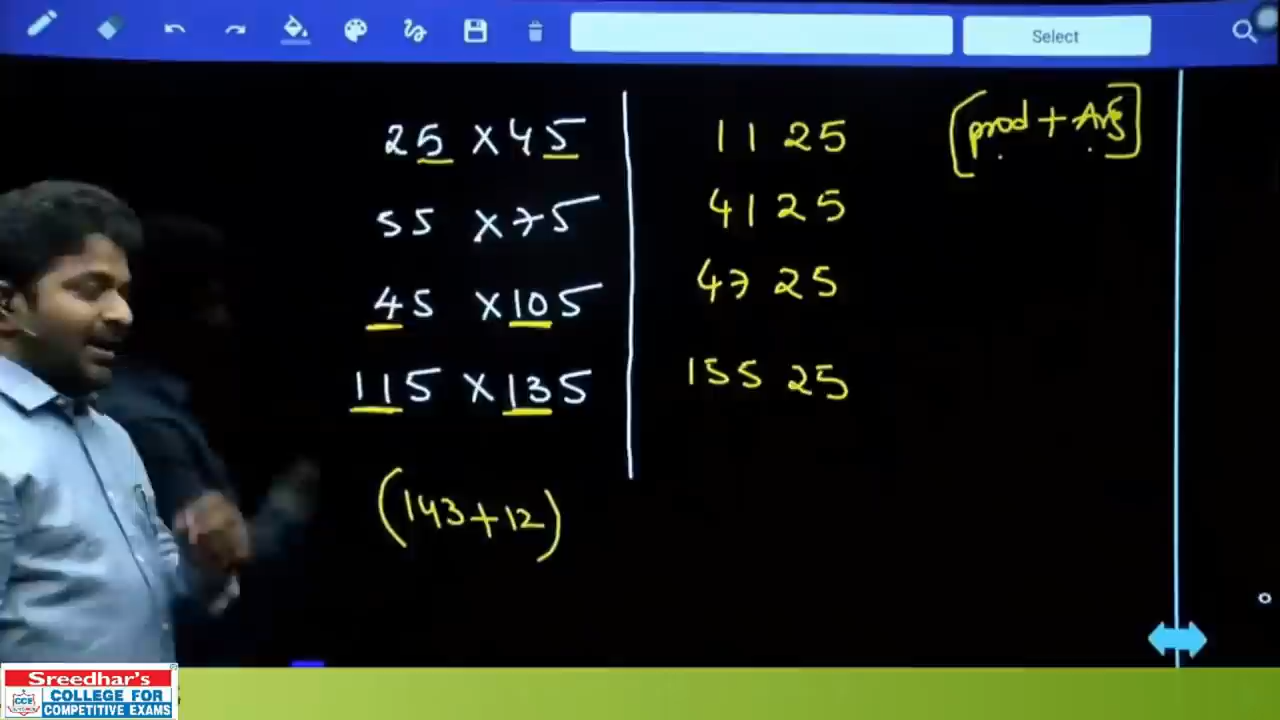 Select
25 × 45
1125
[prod + Avg]
55 × 75
4125
45 × 105
4725
115 × 135
15525
(143+12)
Sreedhar's
CCE
COLLEGE FOR
COMPETITIVE EXAMS